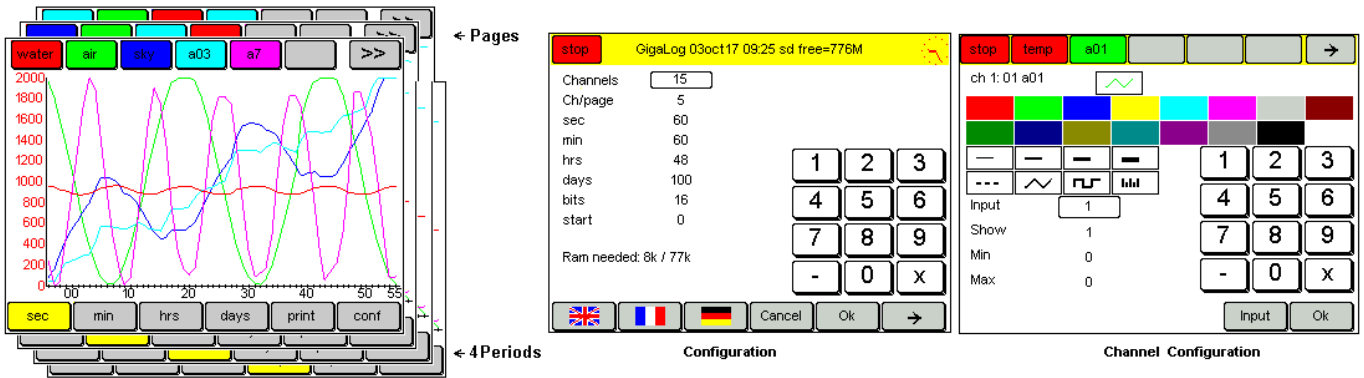 >>
>>
← Pages
water air sky a03 a7 >>
2000
1800
1600
1400
1200
1000
800
600
400
200
0
00 10 20 30 40 50 55
sec min hrs days print conf
← 4 Periods
stop GigaLog 03oct17 09:25 sd free=776M
Channels 15
Ch/page 5
sec 60
min 60
hrs 48
days 100
bits 16
start 0
Ram needed: 8k / 77k
1 2 3
4 5 6
7 8 9
- 0 x
Cancel Ok →
Configuration
stop temp a01 →
ch 1: 01 a01
Input 1
Show 1
Min 0
Max 0
1 2 3
4 5 6
7 8 9
- 0 x
Input Ok
Channel Configuration